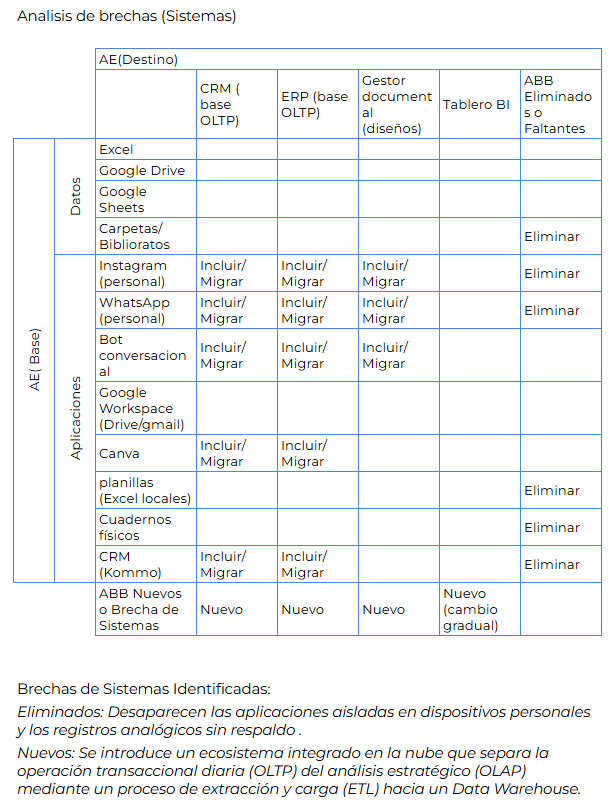 Analisis de brechas (Sistemas)
AE(Destino)
CRM (
base
OLTP)
ERP (base
OLTP)
Gestor
document
al
(diseños)
Tablero BI
ABB
Eliminado
s o
Faltantes
AE( Base)
Datos
Excel
Google Drive
Google
Sheets
Carpetas/
Biblioratos
Eliminar
Aplicaciones
Instagram
(personal)
Incluir/
Migrar
Incluir/
Migrar
Incluir/
Migrar
Eliminar
WhatsApp
(personal)
Incluir/
Migrar
Incluir/
Migrar
Incluir/
Migrar
Eliminar
Bot
conversacion
al
Incluir/
Migrar
Incluir/
Migrar
Incluir/
Migrar
Google
Workspace
(Drive/gmail)
Canva
Incluir/
Migrar
Incluir/
Migrar
planillas
(Excel locales)
Eliminar
Cuadernos
físicos
Eliminar
CRM
(Kommo)
Incluir/
Migrar
Incluir/
Migrar
Eliminar
ABB Nuevos
o Brecha de
Sistemas
Nuevo
Nuevo
Nuevo
Nuevo
(cambio
gradual)
Brechas de Sistemas Identificadas:
Eliminados: Desaparecen las aplicaciones aisladas en dispositivos personales
y los registros analógicos sin respaldo .
Nuevos: Se introduce un ecosistema integrado en la nube que separa la
operación transaccional diaria (OLTP) del análisis estratégico (OLAP)
mediante un proceso de extracción y carga (ETL) hacia un Data Warehouse.